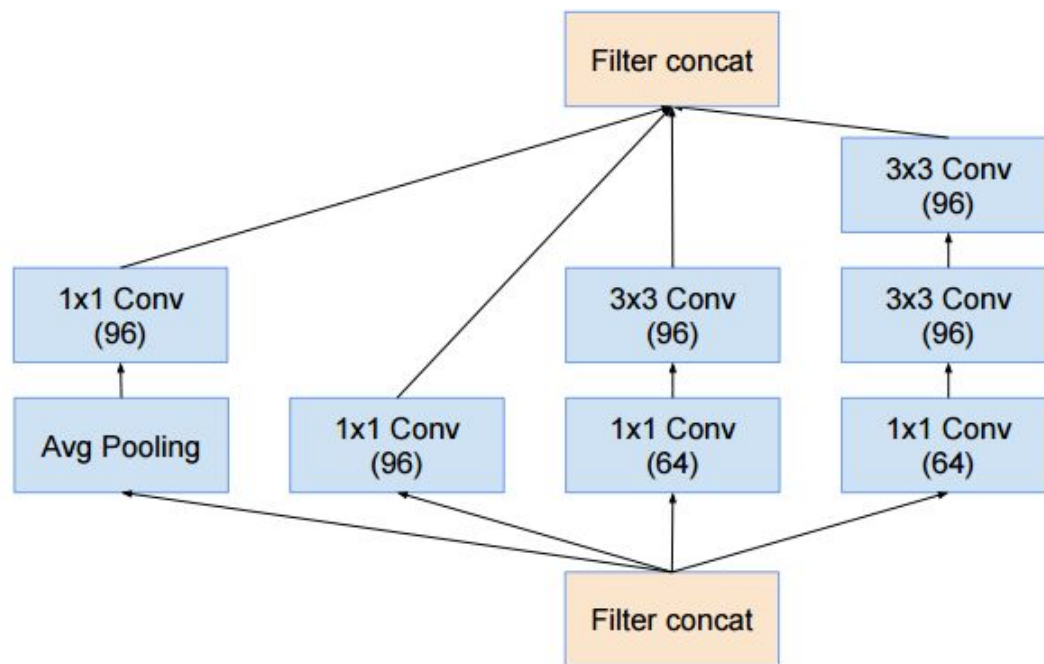 Filter concat
3x3 Conv
(96)
1x1 Conv
(96)
3x3 Conv
(96)
3x3 Conv
(96)
Avg Pooling
1x1 Conv
(96)
1x1 Conv
(64)
1x1 Conv
(64)
Filter concat